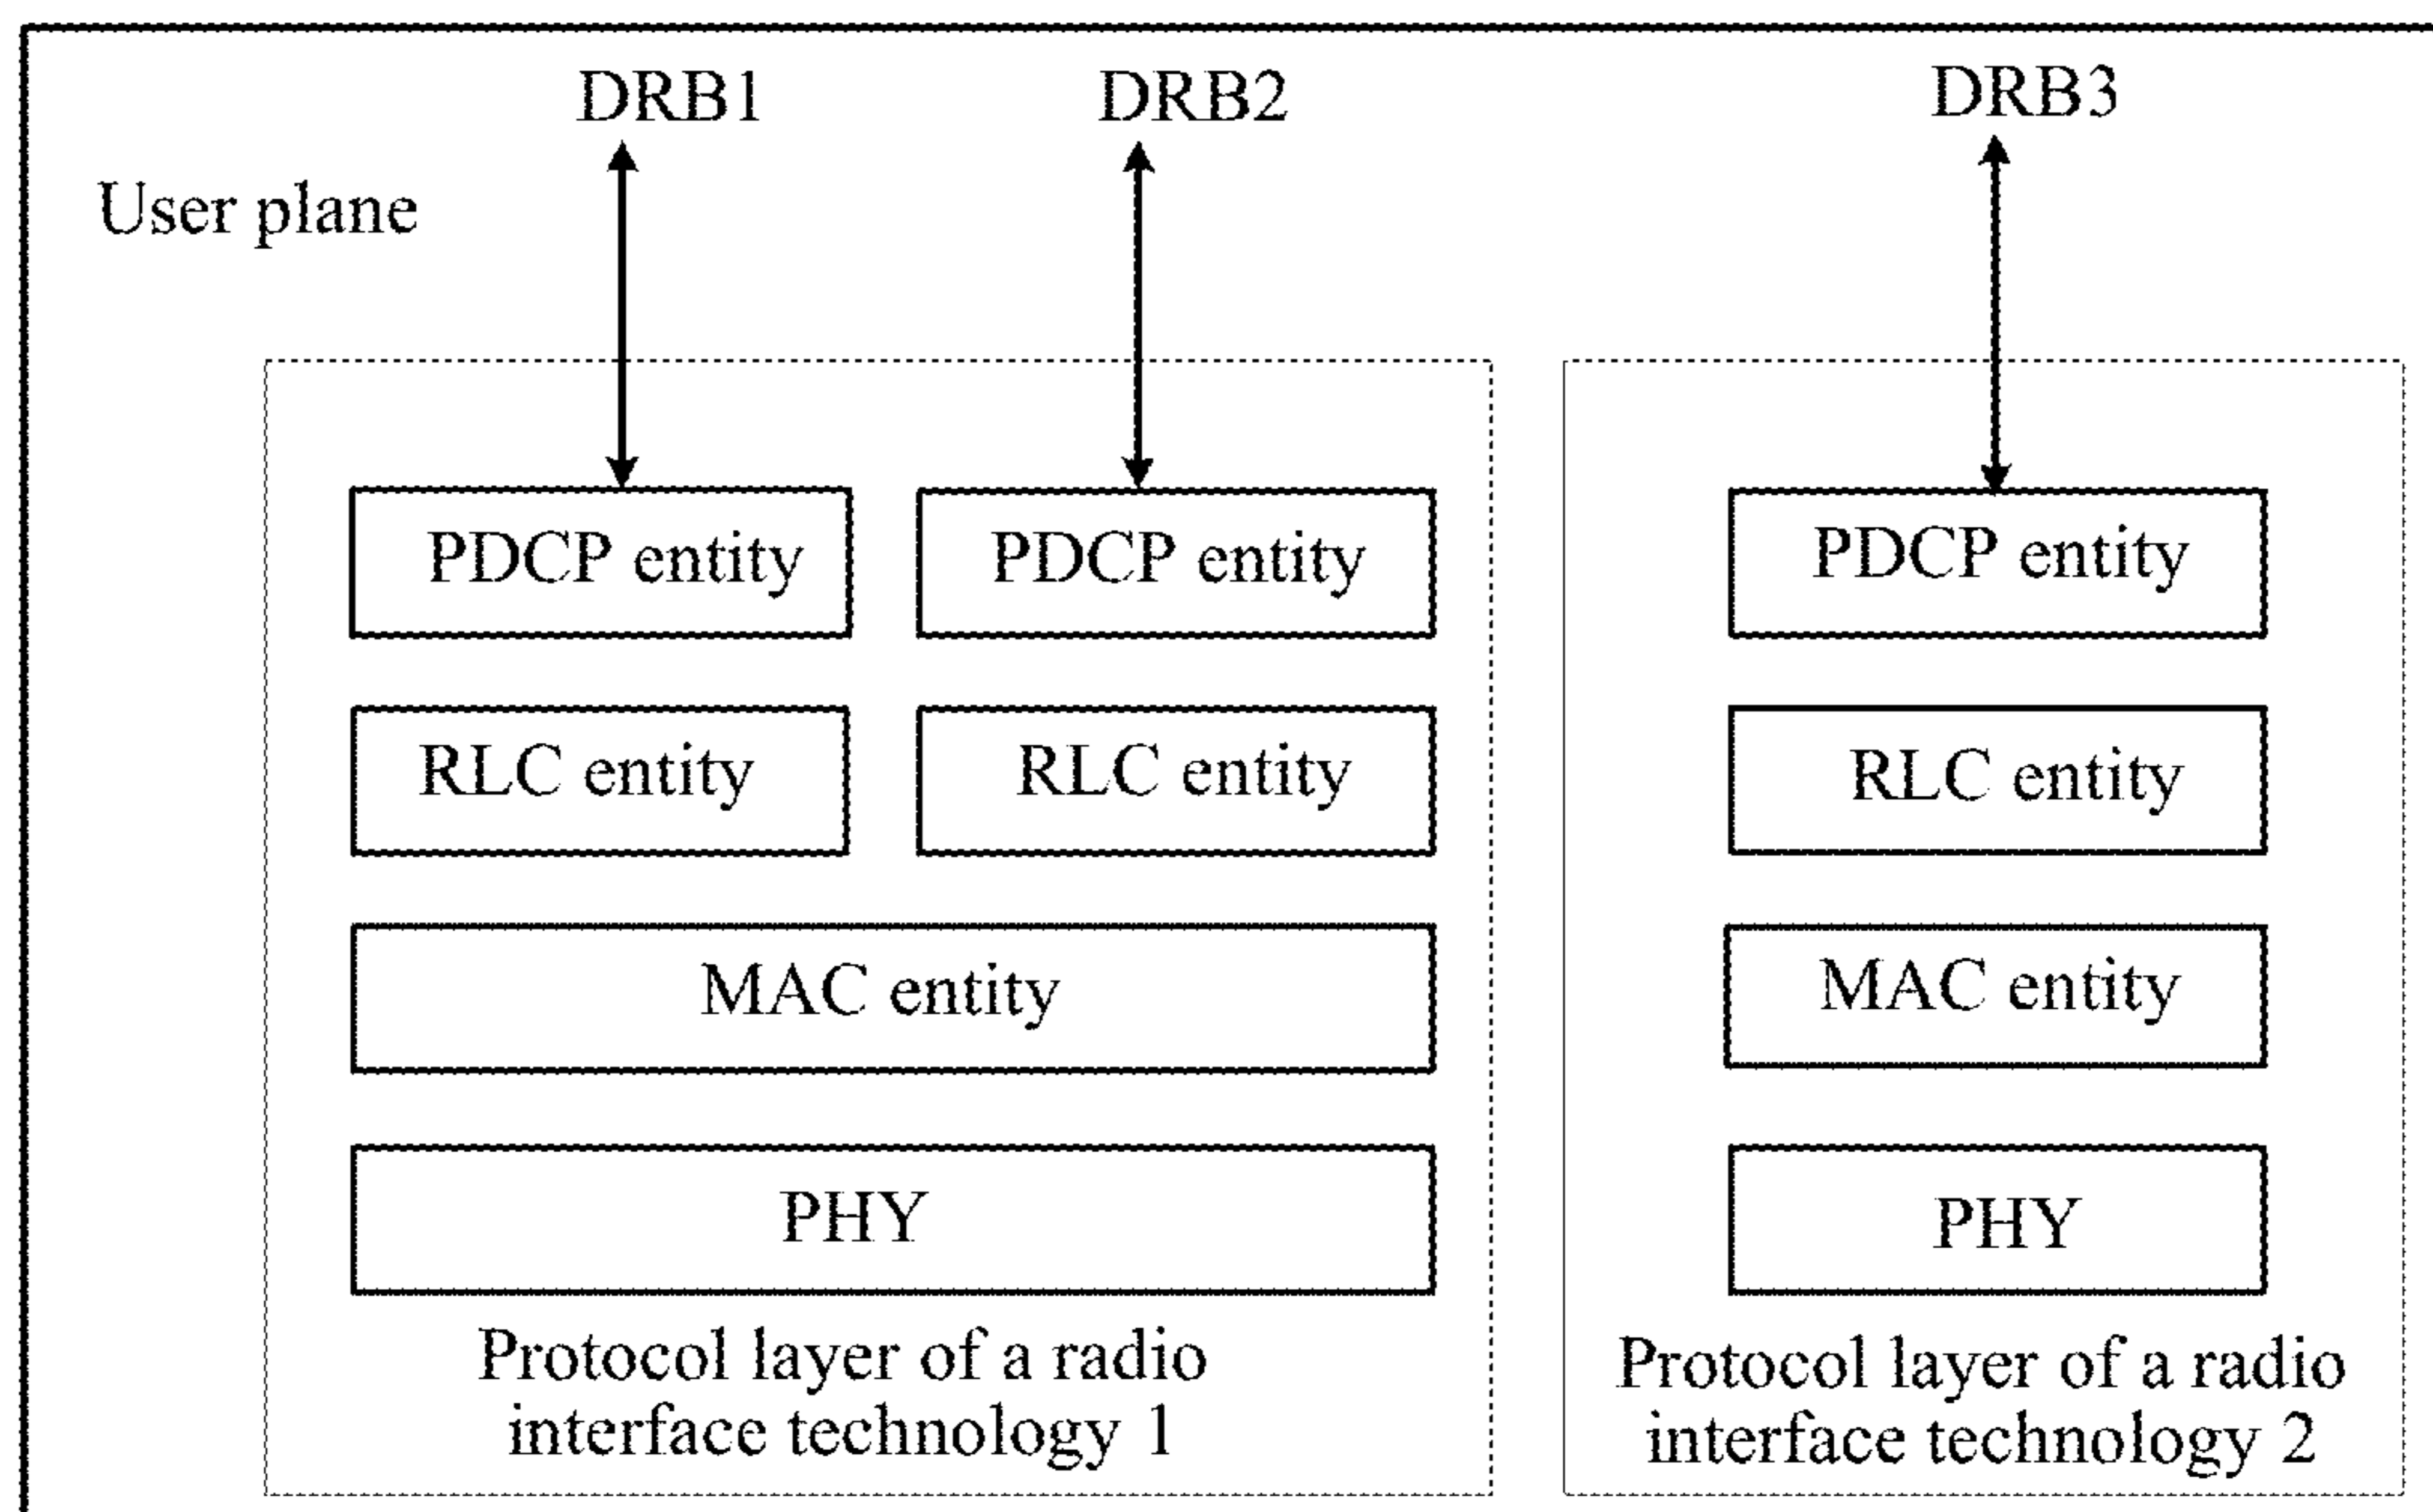 DRB1
DRB2
DRB3
User plane
PDCP entity
PDCP entity
PDCP entity
RLC entity
RLC entity
RLC entity
MAC entity
MAC entity
PHY
PHY
Protocol layer of a radio
interface technology 1
Protocol layer of a radio
interface technology 2